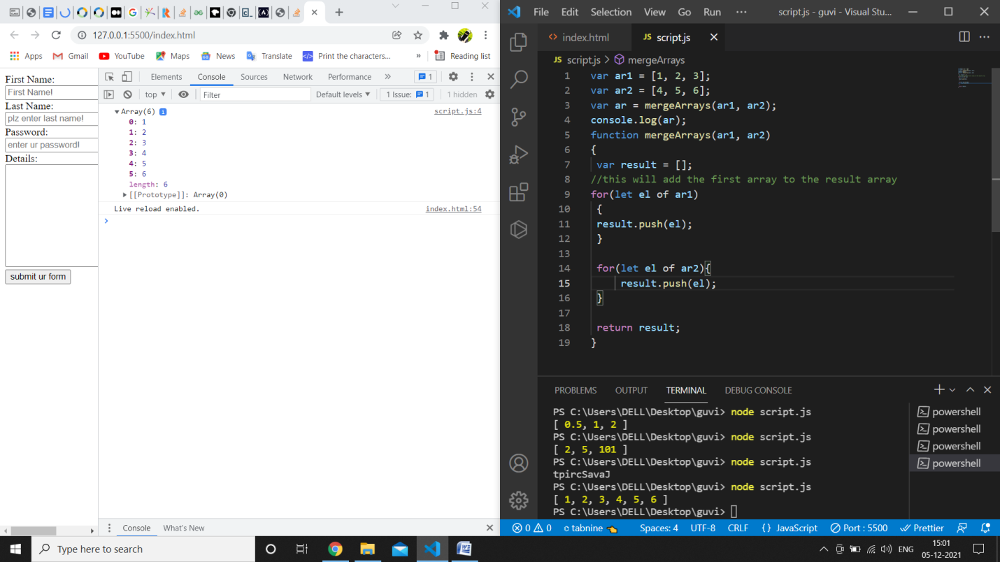 127.0.0.1:5500/index.html
Apps Gmail YouTube Maps News Translate Print the characters... » Reading list
First Name:
First Name!
Last Name:
plz enter last name!
Password:
enter ur password!
Details:
submit ur form
Elements Console Sources Network Performance » 1
top Filter Default levels 1 Issue: 1 1 hidden
Array(6) i script.js:4
0: 1
1: 2
2: 3
3: 4
4: 5
5: 6
length: 6
[[Prototype]]: Array(0)
Live reload enabled. index.html:54
Console What's New
File Edit Selection View Go Run ··· script.js - guvi - Visual Stu...
index.html JS script.js
JS script.js > mergeArrays
1 var ar1 = [1, 2, 3];
2 var ar2 = [4, 5, 6];
3 var ar = mergeArrays(ar1, ar2);
4 console.log(ar);
5 function mergeArrays(ar1, ar2)
6 {
7 var result = [];
8 //this will add the first array to the result array
9 for(let el of ar1)
10 {
11 result.push(el);
12 }
13
14 for(let el of ar2){
15 result.push(el);
16 }
17
18 return result;
19 }
PROBLEMS OUTPUT TERMINAL DEBUG CONSOLE
PS C:\Users\DELL\Desktop\guvi> node script.js
[ 0.5, 1, 2 ]
PS C:\Users\DELL\Desktop\guvi> node script.js
[ 2, 5, 101 ]
PS C:\Users\DELL\Desktop\guvi> node script.js
tpircSavaJ
PS C:\Users\DELL\Desktop\guvi> node script.js
[ 1, 2, 3, 4, 5, 6 ]
PS C:\Users\DELL\Desktop\guvi>
powershell
powershell
powershell
powershell
0 0 tabnine Spaces: 4 UTF-8 CRLF {} JavaScript Port : 5500 Prettier
Type here to search
ENG
15:01
05-12-2021